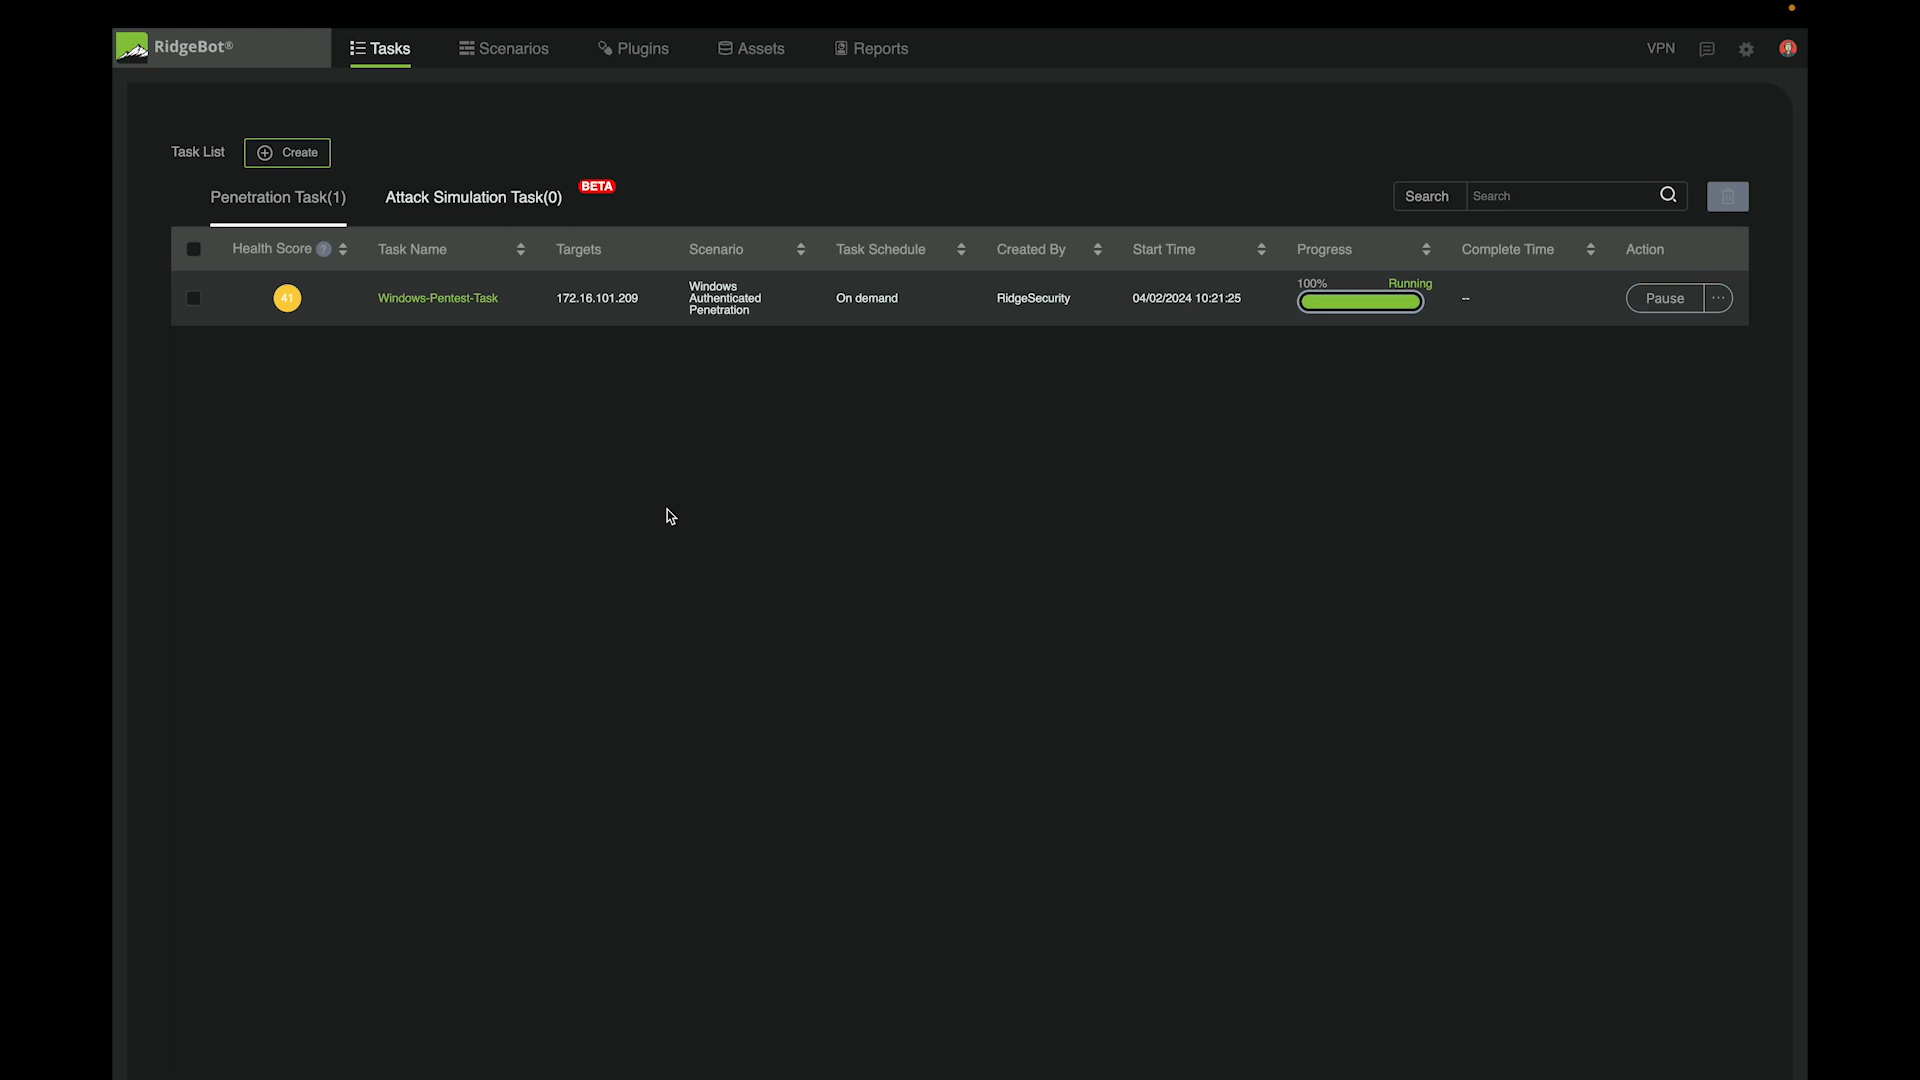 RidgeBot®
Tasks
Scenarios
Plugins
Assets
Reports
VPN
Task List
Create
Penetration Task(1)
Attack Simulation Task(0)
BETA
Search
Search
Health Score ?
Task Name
Targets
Scenario
Task Schedule
Created By
Start Time
Progress
Complete Time
Action
41
Windows-Pentest-Task
172.16.101.209
Windows
Authenticated
Penetration
On demand
RidgeSecurity
04/02/2024 10:21:25
100%
Running
--
Pause
...